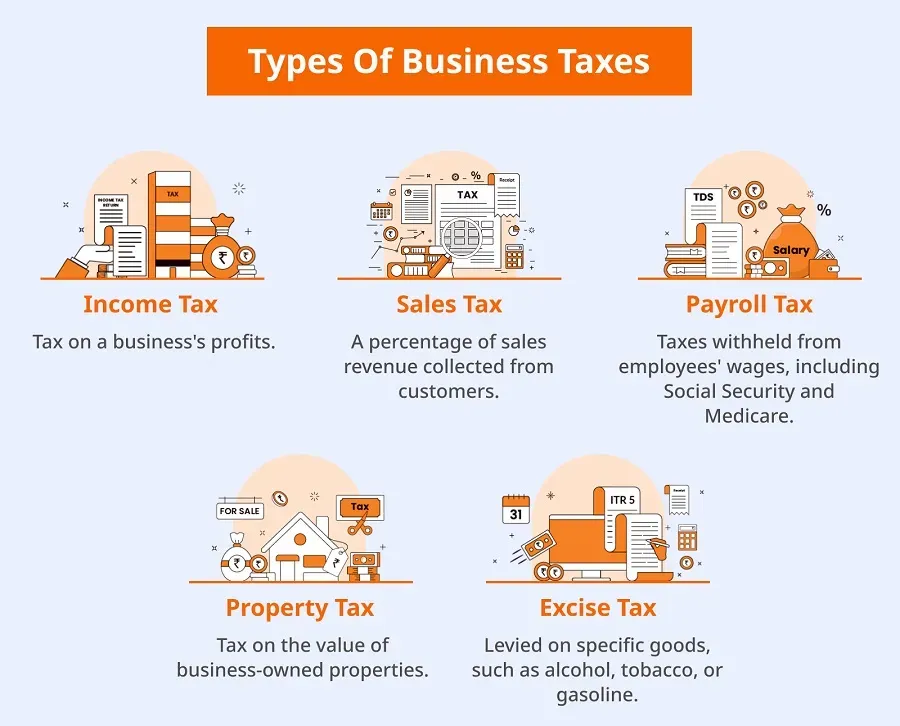 Types Of Business Taxes
INCOME TAX
RETURN
TAX
₹
₹
Income Tax
Tax on a business's profits.
%
Receipt
TAX
₹
Sales Tax
A percentage of sales
revenue collected from
customers.
TDS
₹
₹
₹
%
Salary
₹
₹
Payroll Tax
Taxes withheld from
employees' wages, including
Social Security and
Medicare.
FOR SALE
₹
Tax
₹
₹
₹
Property Tax
Tax on the value of
business-owned properties.
31
ITR 5
Receipt
₹
₹ ₹
₹
Excise Tax
Levied on specific goods,
such as alcohol, tobacco, or
gasoline.